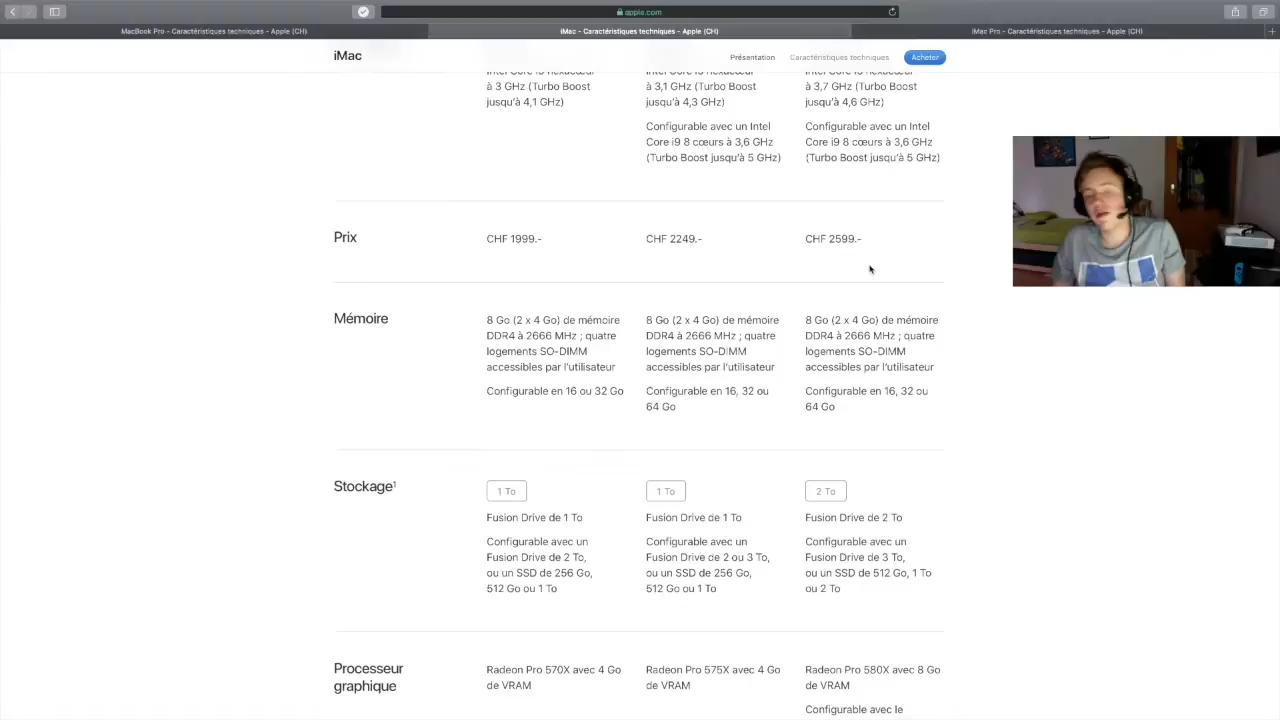 apple.com
MacBook Pro - Caractéristiques techniques - Apple (CH)
iMac - Caractéristiques techniques - Apple (CH)
iMac Pro - Caractéristiques techniques - Apple (CH)
iMac
Présentation
Caractéristiques techniques
Acheter
à 3 GHz (Turbo Boost
jusqu'à 4,1 GHz)
à 3,1 GHz (Turbo Boost
jusqu'à 4,3 GHz)
Configurable avec un Intel
Core i9 8 cœurs à 3,6 GHz
(Turbo Boost jusqu'à 5 GHz)
à 3,7 GHz (Turbo Boost
jusqu'à 4,6 GHz)
Configurable avec un Intel
Core i9 8 cœurs à 3,6 GHz
(Turbo Boost jusqu'à 5 GHz)
Prix
CHF 1999.-
CHF 2249.-
CHF 2599.-
Mémoire
8 Go (2 x 4 Go) de mémoire
DDR4 à 2666 MHz ; quatre
logements SO-DIMM
accessibles par l'utilisateur
Configurable en 16 ou 32 Go
8 Go (2 x 4 Go) de mémoire
DDR4 à 2666 MHz ; quatre
logements SO-DIMM
accessibles par l'utilisateur
Configurable en 16, 32 ou
64 Go
8 Go (2 x 4 Go) de mémoire
DDR4 à 2666 MHz ; quatre
logements SO-DIMM
accessibles par l'utilisateur
Configurable en 16, 32 ou
64 Go
Stockage¹
1 To
Fusion Drive de 1 To
Configurable avec un
Fusion Drive de 2 To,
ou un SSD de 256 Go,
512 Go ou 1 To
1 To
Fusion Drive de 1 To
Configurable avec un
Fusion Drive de 2 ou 3 To,
ou un SSD de 256 Go,
512 Go ou 1 To
2 To
Fusion Drive de 2 To
Configurable avec un
Fusion Drive de 3 To,
ou un SSD de 512 Go, 1 To
ou 2 To
Processeur
graphique
Radeon Pro 570X avec 4 Go
de VRAM
Radeon Pro 575X avec 4 Go
de VRAM
Radeon Pro 580X avec 8 Go
de VRAM
Configurable avec le